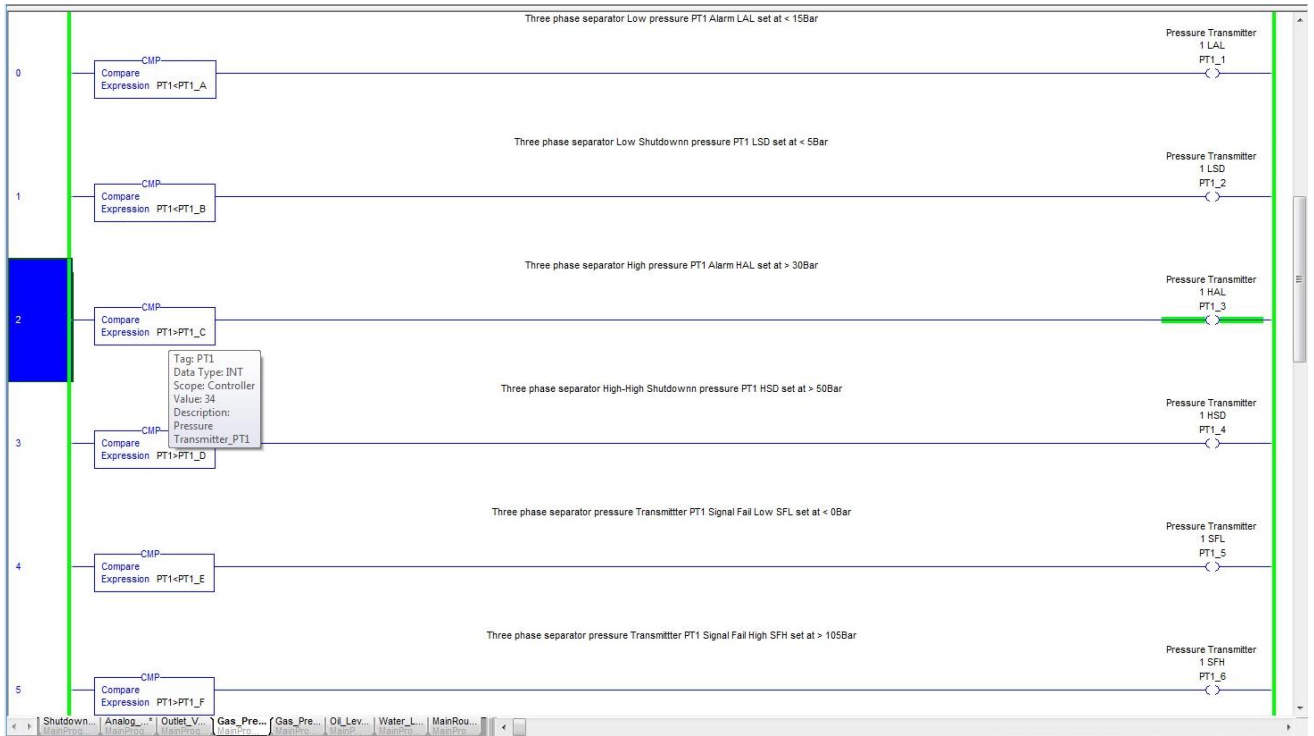 Three phase separator Low pressure PT1 Alarm LAL set at < 15Bar
Pressure Transmitter
1 LAL
PT1_1
0
CMP
Compare
Expression PT1<PT1_A
Three phase separator Low Shutdownn pressure PT1 LSD set at < 5Bar
Pressure Transmitter
1 LSD
PT1_2
1
CMP
Compare
Expression PT1<PT1_B
Three phase separator High pressure PT1 Alarm HAL set at > 30Bar
Pressure Transmitter
1 HAL
PT1_3
2
CMP
Compare
Expression PT1>PT1_C
Tag: PT1
Data Type: INT
Scope: Controller
Value: 34
Description:
Pressure
Transmitter_PT1
Three phase separator High-High Shutdownn pressure PT1 HSD set at > 50Bar
Pressure Transmitter
1 HSD
PT1_4
3
CMP
Compare
Expression PT1>PT1_D
Three phase separator pressure Transmittter PT1 Signal Fail Low SFL set at < 0Bar
Pressure Transmitter
1 SFL
PT1_5
4
CMP
Compare
Expression PT1<PT1_E
Three phase separator pressure Transmittter PT1 Signal Fail High SFH set at > 105Bar
Pressure Transmitter
1 SFH
PT1_6
5
CMP
Compare
Expression PT1>PT1_F
Shutdown... Analog_...* Outlet_V... Gas_Pre... Gas_Pre... Oil_Lev... Water_L... MainRou...
MainProg MainProg MainProg MainPro... MainPro MainP... MainPro MainPro